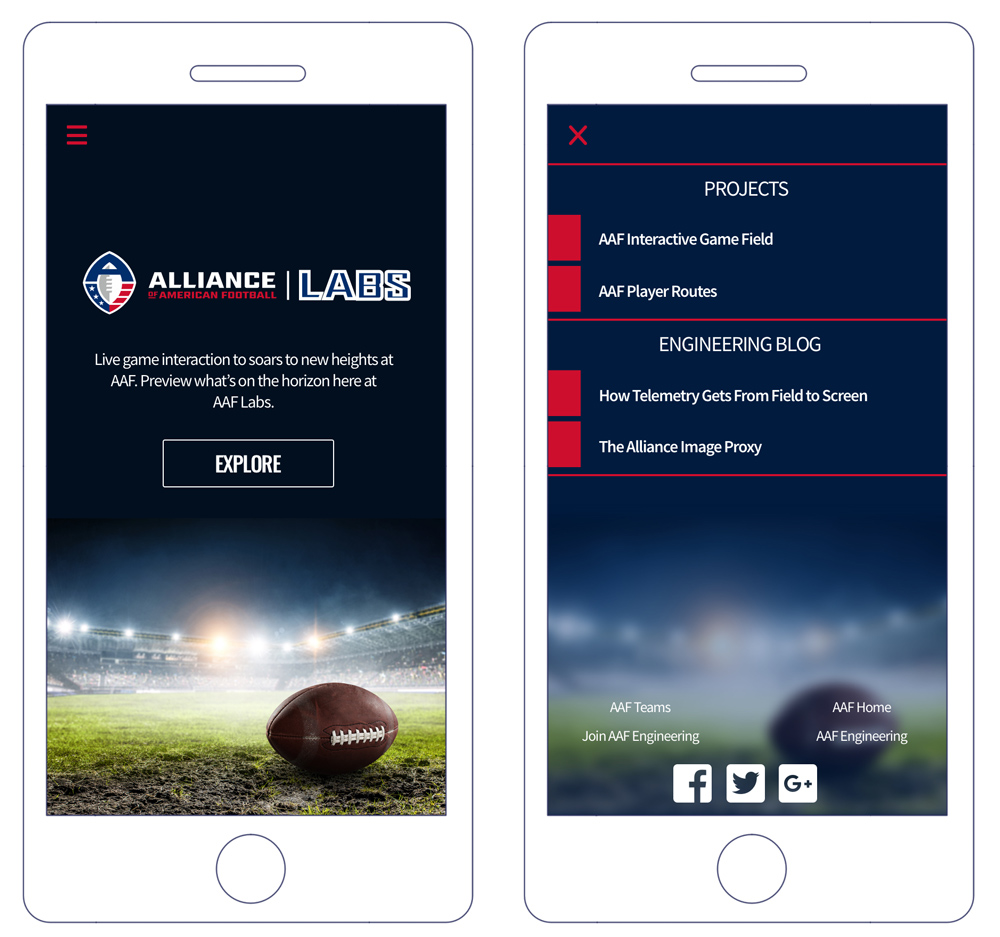 ALLIANCE
OF AMERICAN FOOTBALL
LABS
Live game interaction to soars to new heights at
AAF. Preview what's on the horizon here at
AAF Labs.
EXPLORE
PROJECTS
AAF Interactive Game Field
AAF Player Routes
ENGINEERING BLOG
How Telemetry Gets From Field to Screen
The Alliance Image Proxy
AAF Teams
AAF Home
Join AAF Engineering
AAF Engineering
f
G+